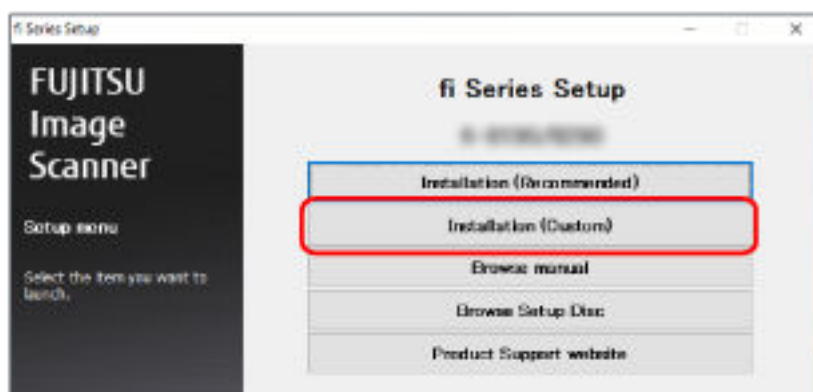 fi Series Setup
FUJITSU
Image
Scanner
Setup menu
Select the item you want to
launch.
fi Series Setup
Installation (Recommended)
Installation (Custom)
Browse manual
Browse Setup Disc
Product Support website